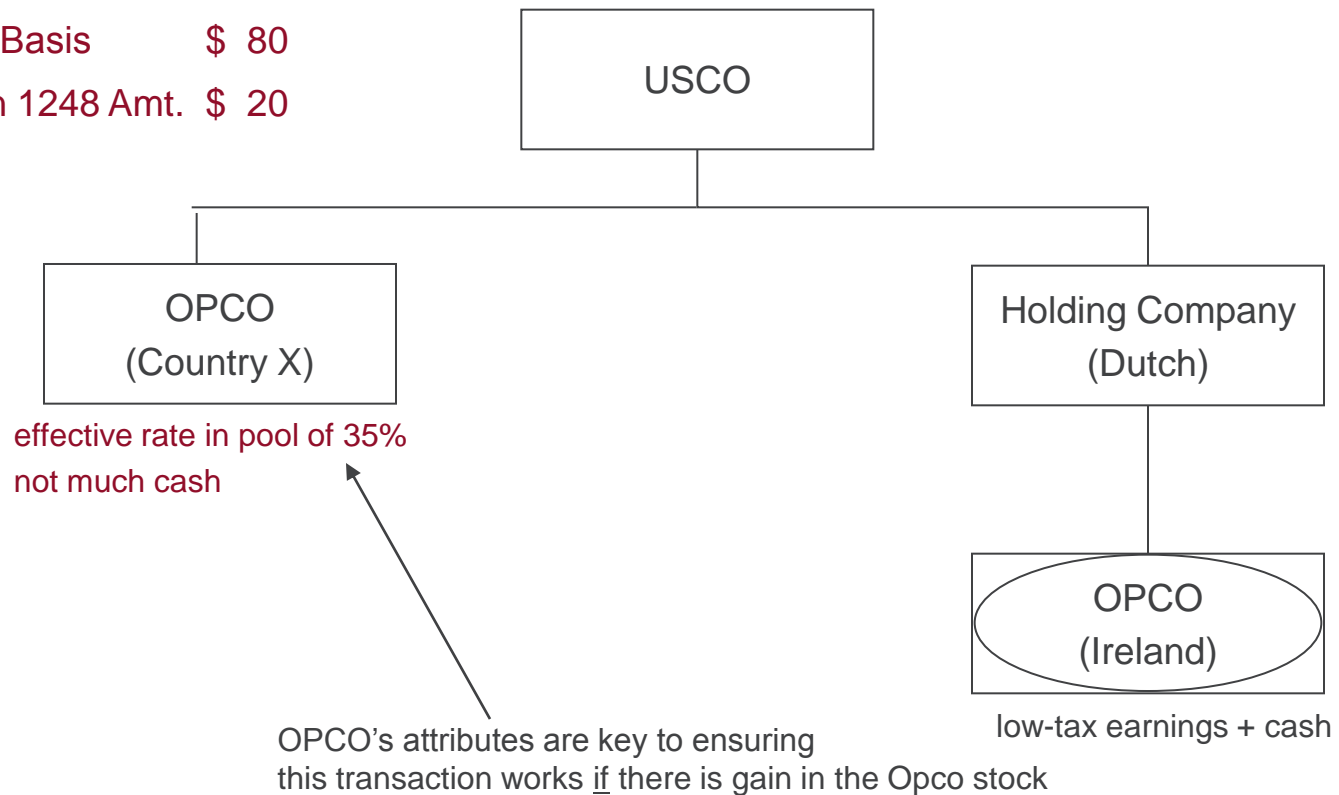 Basis $ 80
1248 Amt. $ 20
USCO
OPCO
(Country X)
Holding Company
(Dutch)
effective rate in pool of 35%
not much cash
OPCO
(Ireland)
low-tax earnings + cash
OPCO’s attributes are key to ensuring
this transaction works if there is gain in the Opco stock